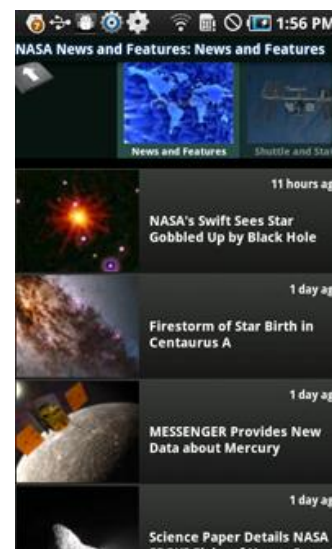 1:56 PM
NASA News and Features: News and Features
News and Features
Shuttle and Stat
11 hours ag
NASA's Swift Sees Star
Gobbled Up by Black Hole
1 day ag
Firestorm of Star Birth in
Centaurus A
1 day ag
MESSENGER Provides New
Data about Mercury
1 day ag
Science Paper Details NASA